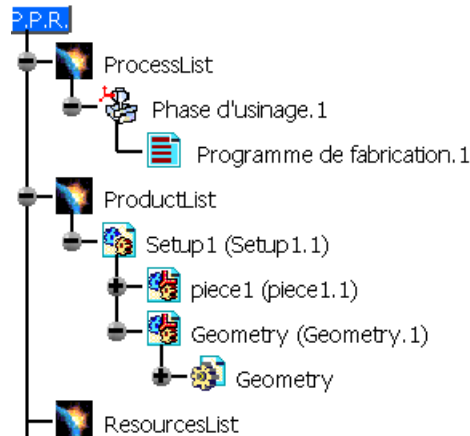 P.P.R.
ProcessList
Phase d'usinage.1
Programme de fabrication.1
ProductList
Setup1 (Setup1.1)
piece1 (piece1.1)
Geometry (Geometry.1)
Geometry
ResourcesList